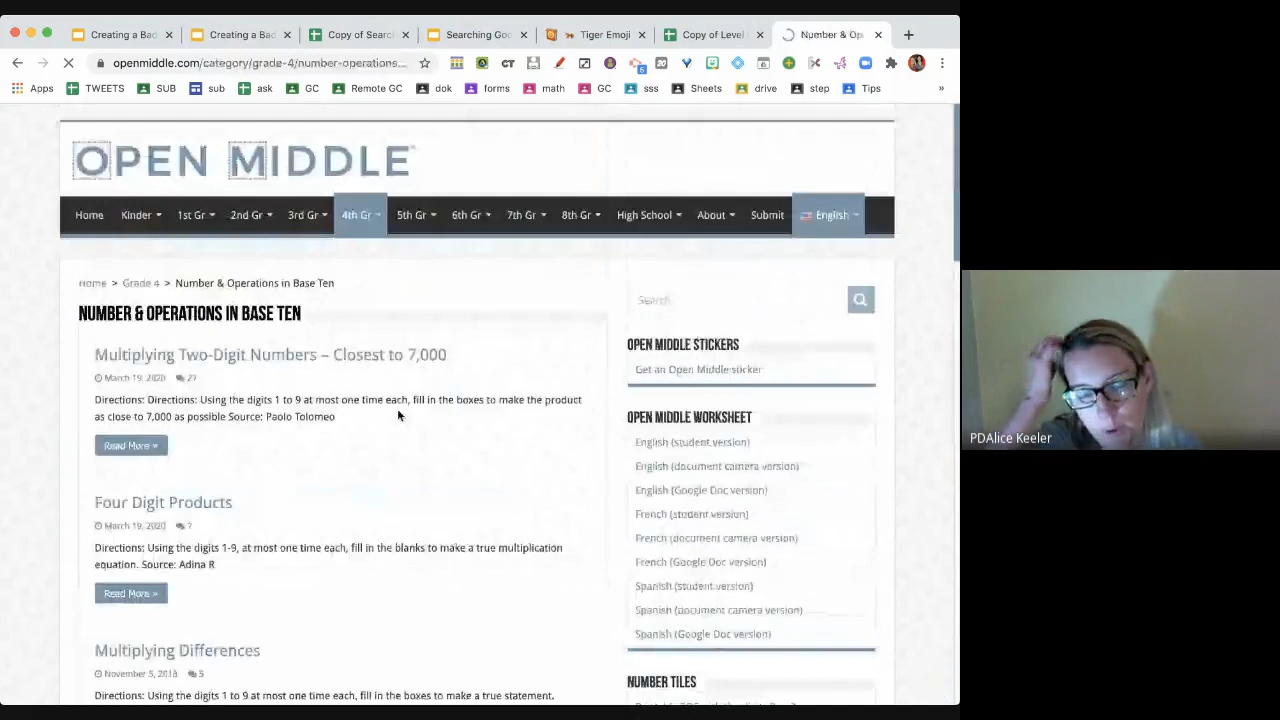 Creating a Bad
Creating a Bad
Copy of Searc
Searching Goo
Tiger Emoji
Copy of Level
Number & Ope
openmiddle.com/category/grade-4/number-operations...
Apps
TWEETS
SUB
sub
ask
GC
Remote GC
dok
forms
math
GC
sss
Sheets
drive
step
Tips
»
OPEN MIDDLE
Home
Kinder
1st Gr
2nd Gr
3rd Gr
4th Gr
5th Gr
6th Gr
7th Gr
8th Gr
High School
About
Submit
English
Home > Grade 4 > Number & Operations in Base Ten
NUMBER & OPERATIONS IN BASE TEN
Multiplying Two-Digit Numbers – Closest to 7,000
March 19, 2020 27
Directions: Directions: Using the digits 1 to 9 at most one time each, fill in the boxes to make the product
as close to 7,000 as possible Source: Paolo Tolomeo
Read More »
Four Digit Products
March 19, 2020 7
Directions: Using the digits 1-9, at most one time each, fill in the blanks to make a true multiplication
equation. Source: Adina R
Read More »
Multiplying Differences
November 5, 2018 5
Directions: Using the digits 1 to 9 at most one time each, fill in the boxes to make a true statement.
Search
OPEN MIDDLE STICKERS
Get an Open Middle sticker
OPEN MIDDLE WORKSHEET
English (student version)
English (document camera version)
English (Google Doc version)
French (student version)
French (document camera version)
French (Google Doc version)
Spanish (student version)
Spanish (document camera version)
Spanish (Google Doc version)
NUMBER TILES
PDAlice Keeler